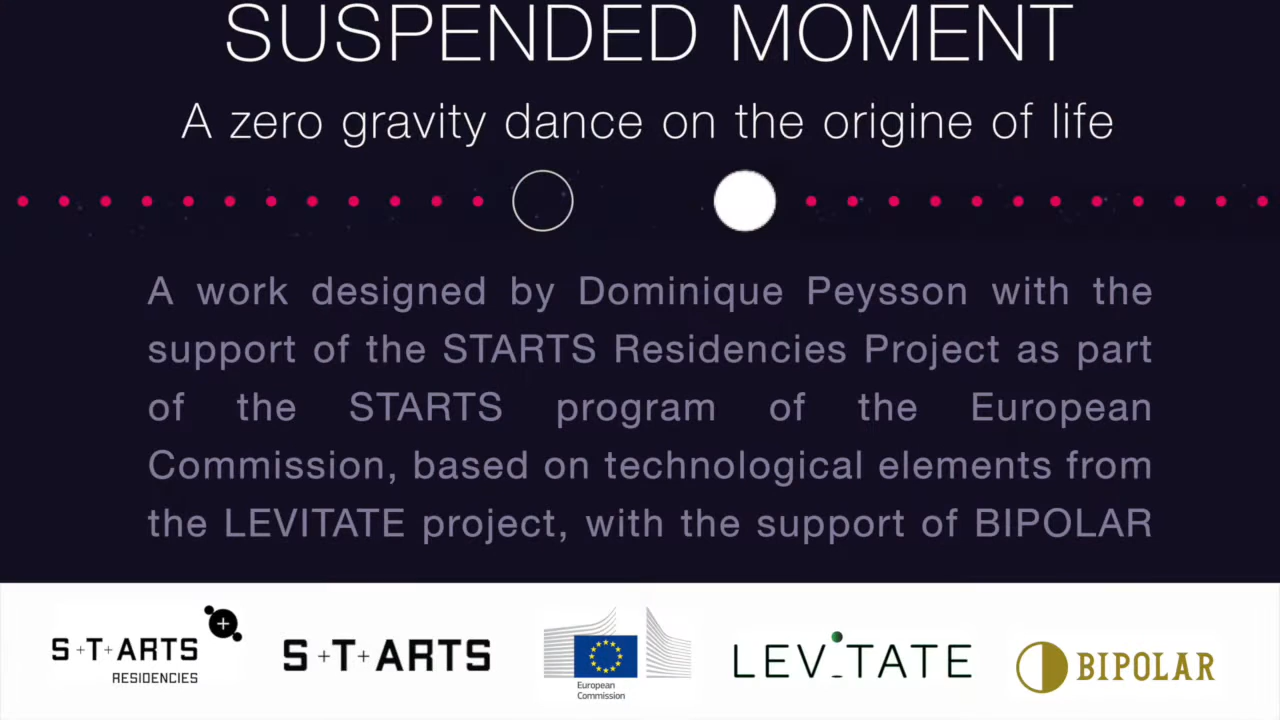 SUSPENDED MOMENT
A zero gravity dance on the origine of life
A work designed by Dominique Peysson with the
support of the STARTS Residencies Project as part
of the STARTS program of the European
Commission, based on technological elements from
the LEVITATE project, with the support of BIPOLAR
S+T+ARTS
RESIDENCIES
S+T+ARTS
European
Commission
LEVITATE
BIPOLAR